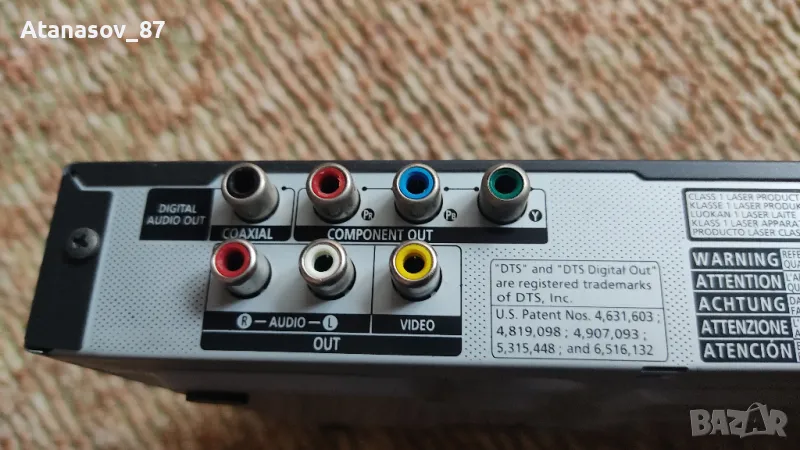 Atanasov_87
DIGITAL
AUDIO OUT
COAXIAL
PR
PB
Y
COMPONENT OUT
R — AUDIO — L
VIDEO
OUT
"DTS" and "DTS Digital Out"
are registered trademarks
of DTS, Inc.
U.S. Patent Nos. 4,631,603 ;
4,819,098 ; 4,907,093 ;
5,315,448 ; and 6,516,132
CLASS 1 LASER PRODUCT
KLASSE 1 LASER
LUOKAN 1 LASER LAITE
KLASS 1 LASER
PRODUCTO LASER
WARNING
ATTENTION
ACHTUNG
ATTENZIONE
ATENCIÓN
BAZAR